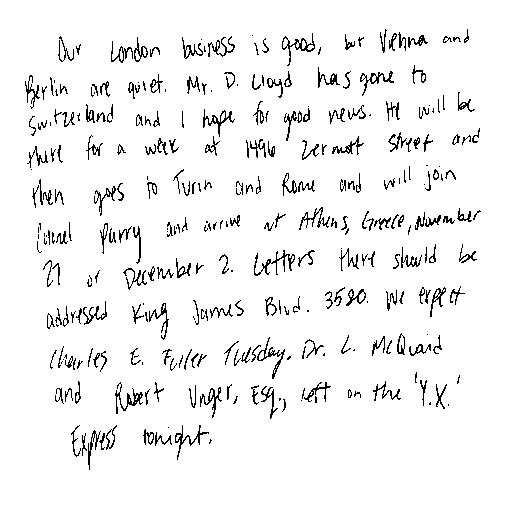 Our London business is good, but Vienna and
Berlin are quiet. Mr. D. Lloyd has gone to
Switzerland and I hope for good news. He will be
there for a week at 1496 Zermott Street and
then goes to Turin and Rome and will join
Colonel Parry and arrive at Athens, Greece, November
27 or December 2. Letters there should be
addressed King James Blvd. 3580. We expect
Charles E. Fuller Tuesday. Dr. L. McQuaid
and Robert Unger, Esq., left on the 'Y.X.'
Express tonight.